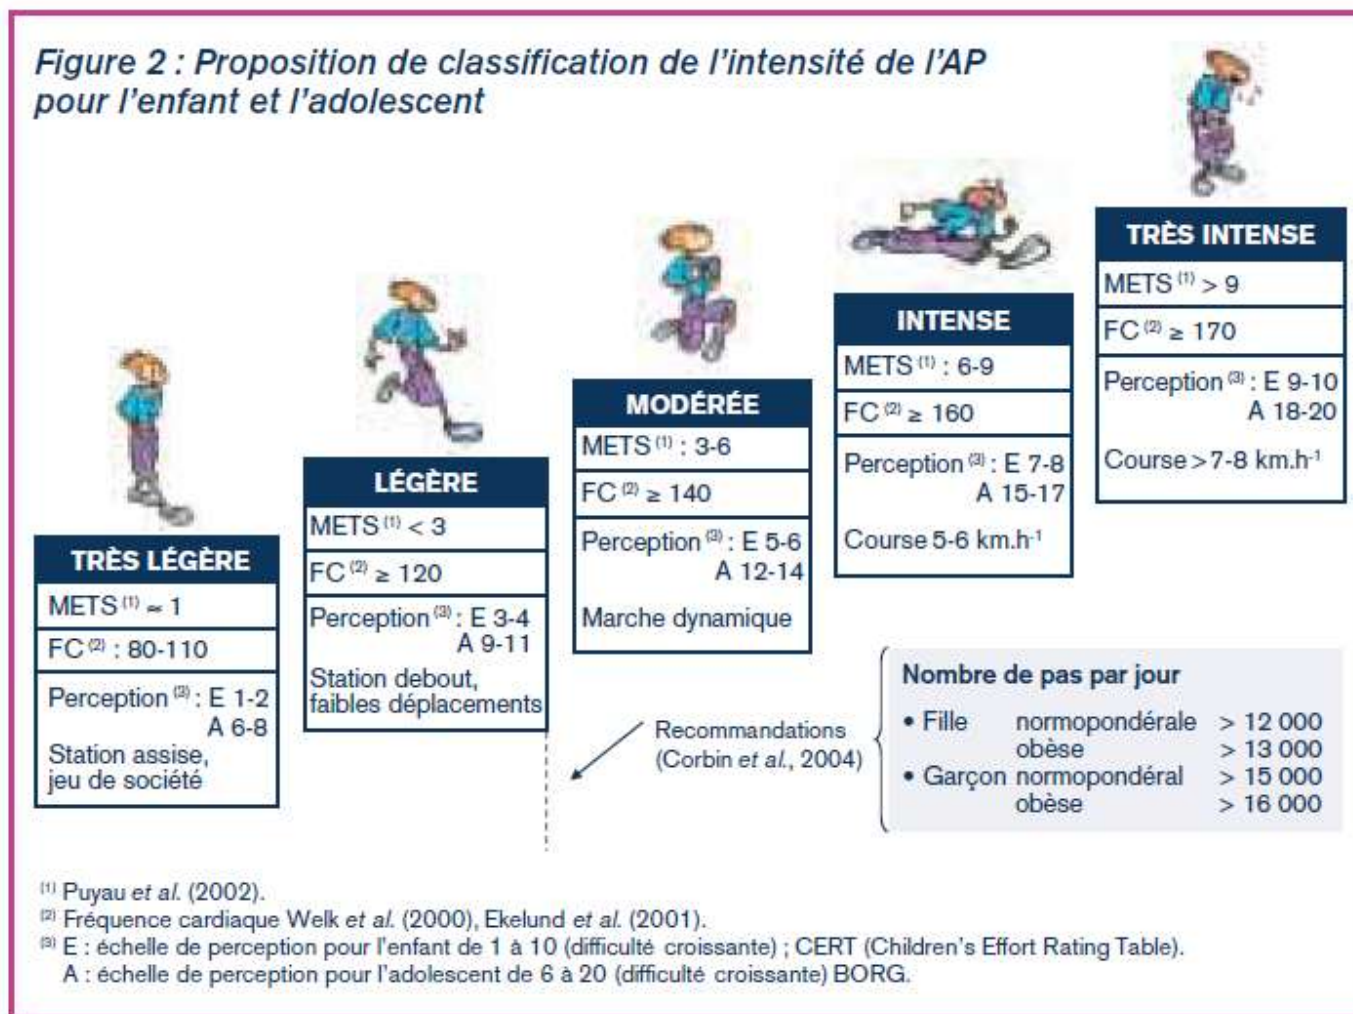 Figure 2 : Proposition de classification de l'intensité de l'AP
pour l'enfant et l'adolescent
TRÈS LÉGÈRE
METS (1) ≈ 1
FC (2) : 80-110
Perception (3) : E 1-2
A 6-8
Station assise,
jeu de société
LÉGÈRE
METS (1) < 3
FC (2) ≥ 120
Perception (3) : E 3-4
A 9-11
Station debout,
faibles déplacements
MODÉRÉE
METS (1) : 3-6
FC (2) ≥ 140
Perception (3) : E 5-6
A 12-14
Marche dynamique
INTENSE
METS (1) : 6-9
FC (2) ≥ 160
Perception (3) : E 7-8
A 15-17
Course 5-6 km.h-1
TRÈS INTENSE
METS (1) > 9
FC (2) ≥ 170
Perception (3) : E 9-10
A 18-20
Course > 7-8 km.h-1
Recommandations
(Corbin et al., 2004)
Nombre de pas par jour
• Fille normopondérale > 12 000
obèse > 13 000
• Garçon normopondéral > 15 000
obèse > 16 000
(1) Puyau et al. (2002).
(2) Fréquence cardiaque Welk et al. (2000), Ekelund et al. (2001).
(3) E : échelle de perception pour l'enfant de 1 à 10 (difficulté croissante) ; CERT (Children's Effort Rating Table).
A : échelle de perception pour l'adolescent de 6 à 20 (difficulté croissante) BORG.